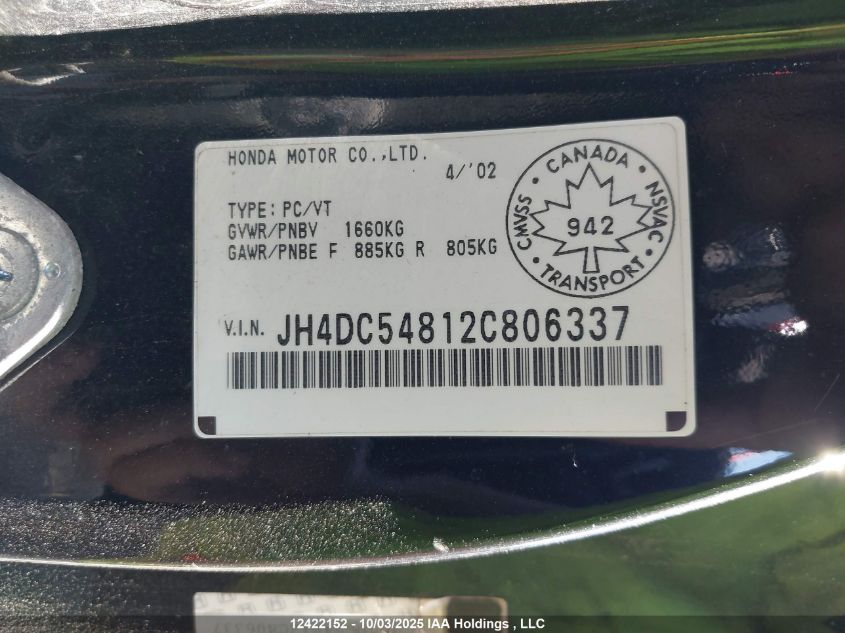 HONDA MOTOR CO.,LTD.
4/'02
TYPE: PC/VT
GVWR/PNBV 1660KG
GAWR/PNBE F 885KG R 805KG
CANADA
CMVSS
NSVAC
942
TRANSPORT
V.I.N. JH4DC54812C806337
12422152 - 10/03/2025 IAA Holdings , LLC